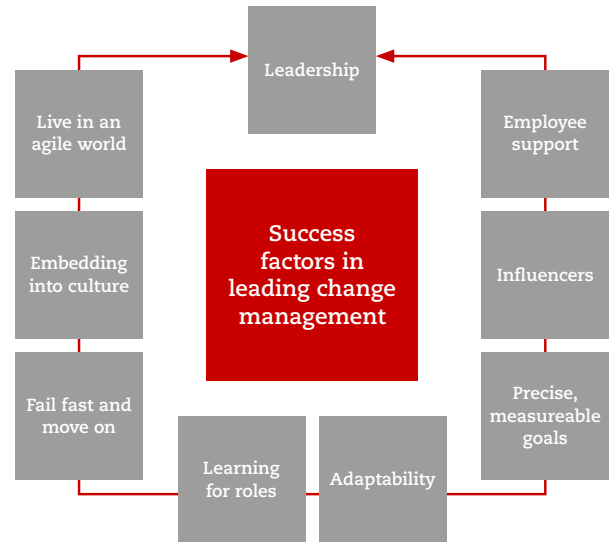 Leadership
Live in an
agile world
Employee
support
Success
factors in
leading change
management
Embedding
into culture
Influencers
Fail fast and
move on
Precise,
measureable
goals
Learning
for roles
Adaptability